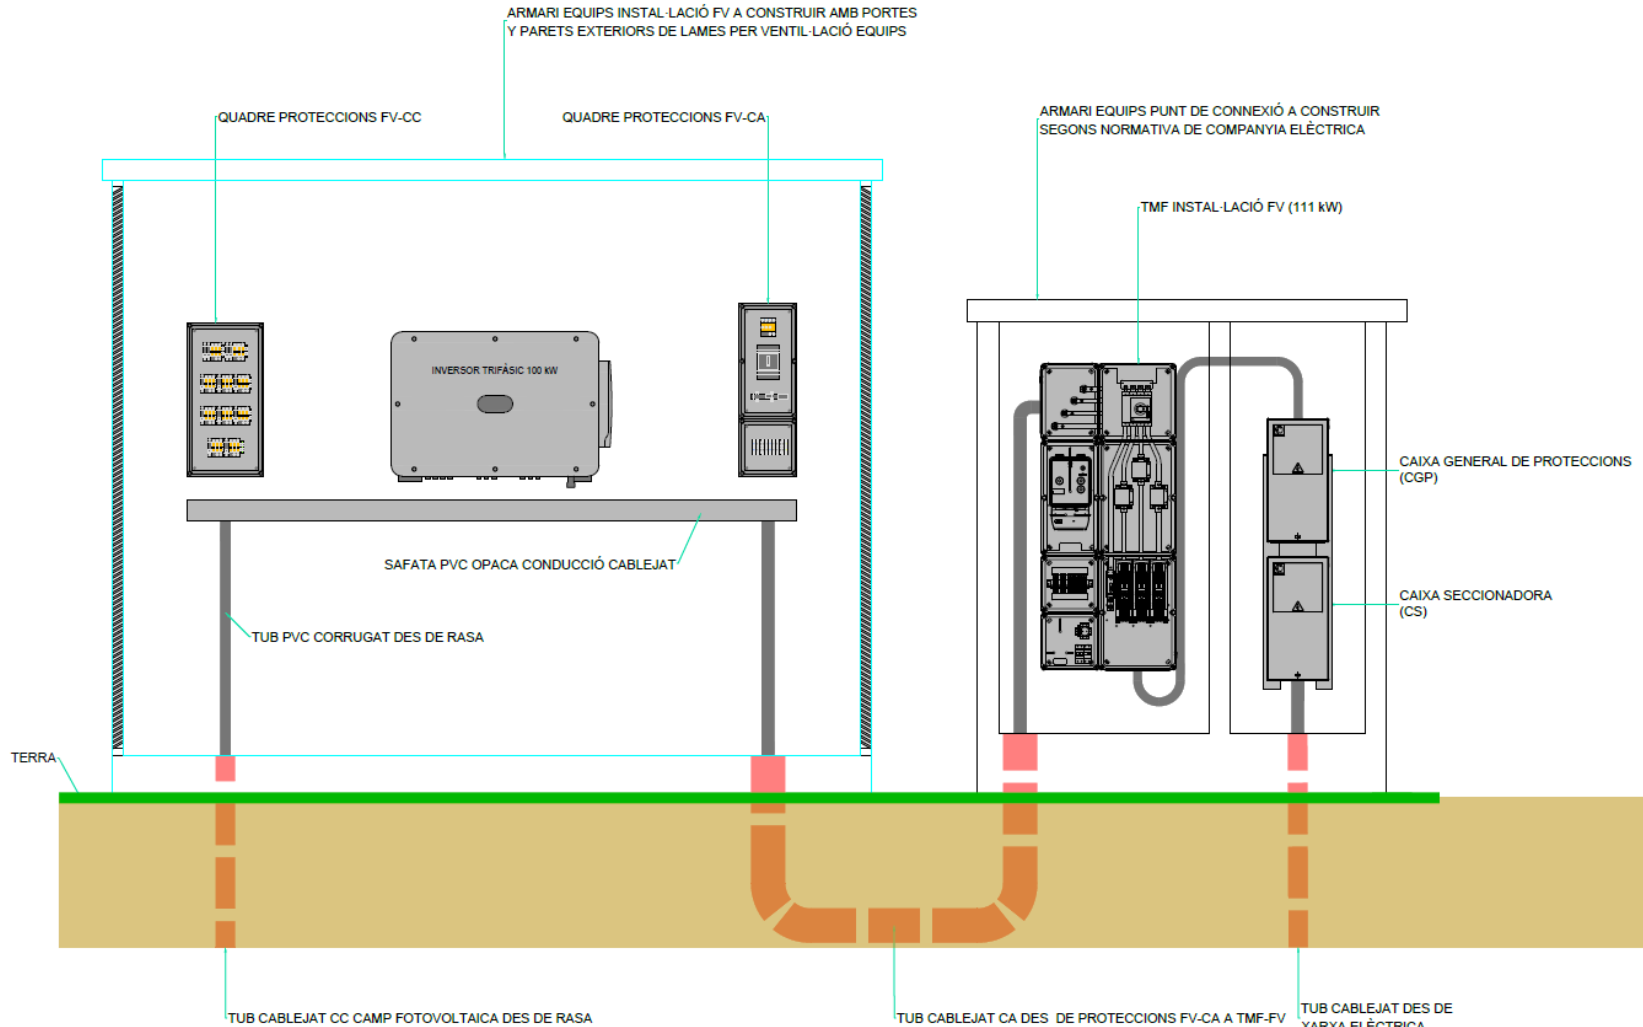 ARMARI EQUIPS INSTAL·LACIÓ FV A CONSTRUIR AMB PORTES
Y PARETS EXTERIORS DE LAMES PER VENTIL·LACIÓ EQUIPS
QUADRE PROTECCIONS FV-CC
QUADRE PROTECCIONS FV-CA
ARMARI EQUIPS PUNT DE CONNEXIÓ A CONSTRUIR
SEGONS NORMATIVA DE COMPANYIA ELÈCTRICA
TMF INSTAL·LACIÓ FV (111 kW)
INVERSOR TRIFÀSIC 100 kW
CAIXA GENERAL DE PROTECCIONS
(CGP)
SAFATA PVC OPACA CONDUCCIÓ CABLEJAT
CAIXA SECCIONADORA
(CS)
TUB PVC CORRUGAT DES DE RASA
TERRA
TUB CABLEJAT CC CAMP FOTOVOLTAICA DES DE RASA
TUB CABLEJAT CA DES DE PROTECCIONS FV-CA A TMF-FV
TUB CABLEJAT DES DE
XARXA ELÈCTRICA